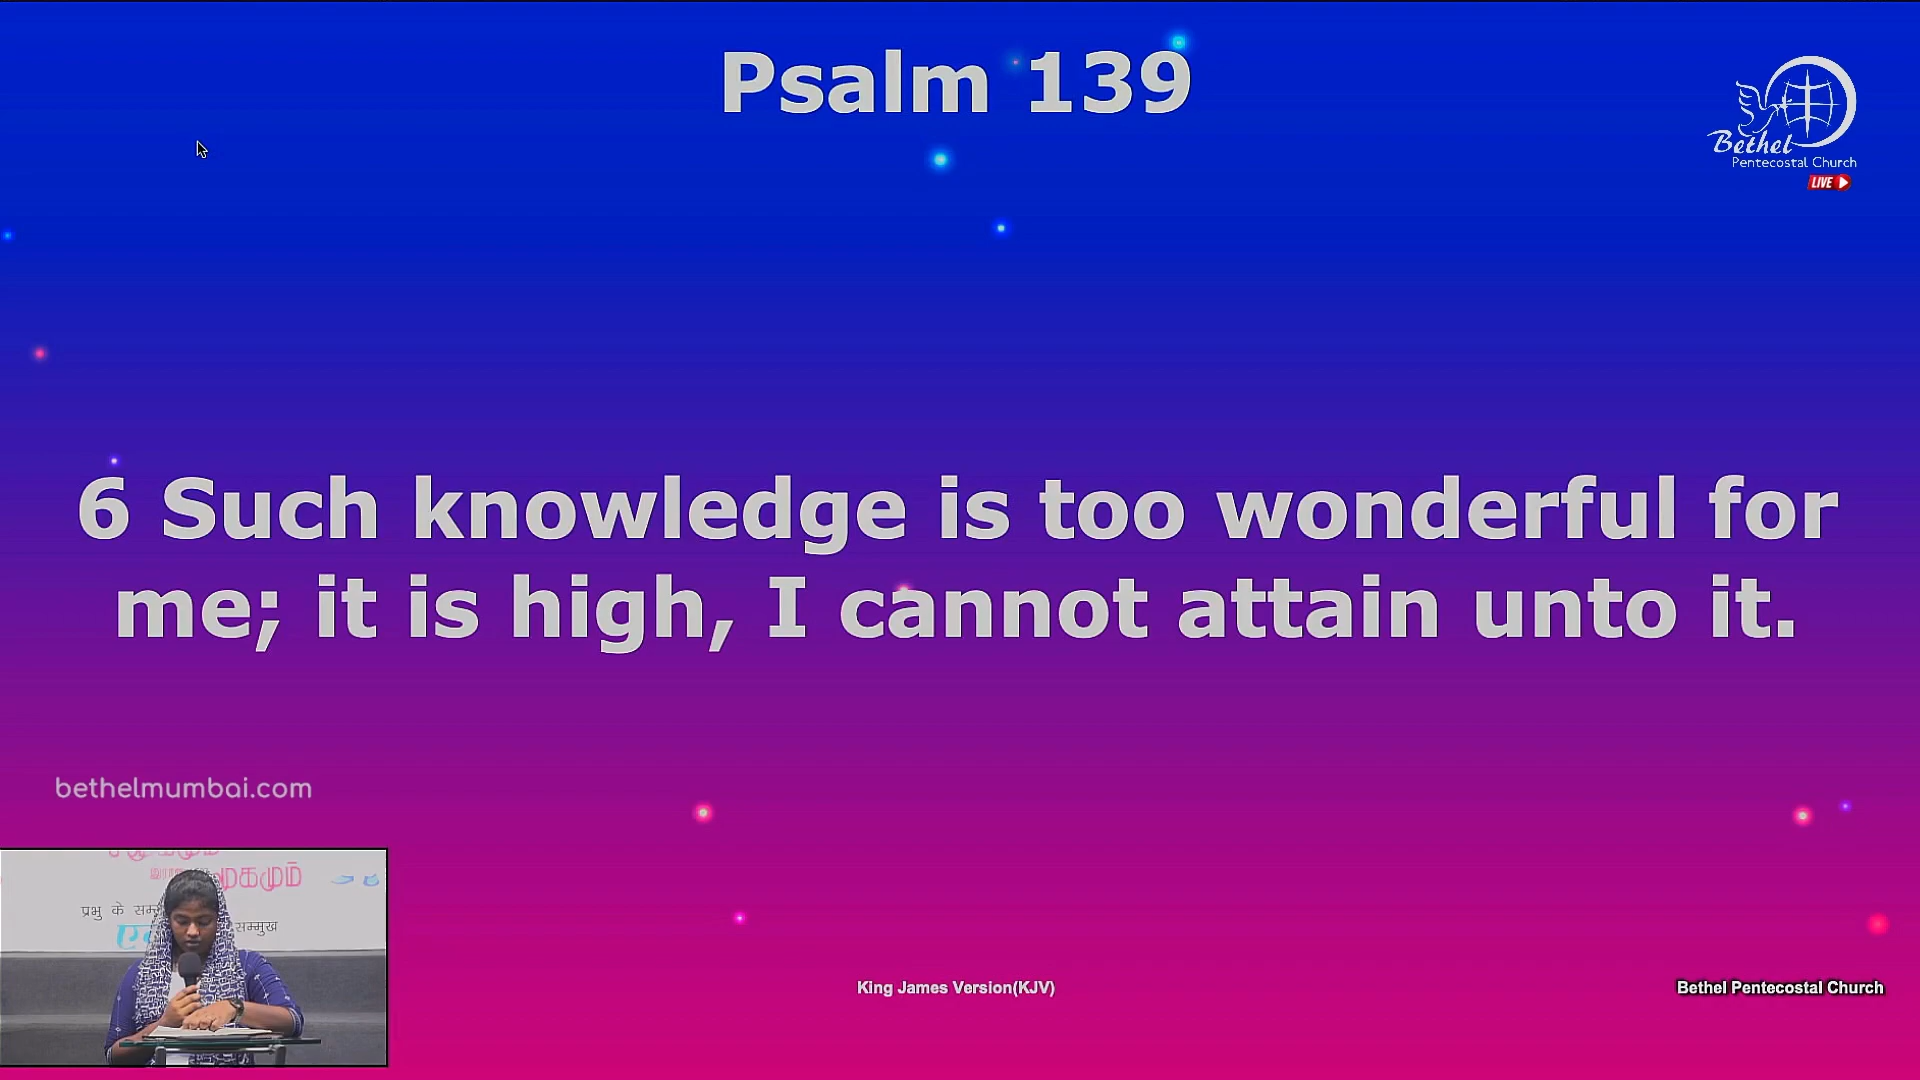 Psalm 139
Bethel
Pentecostal Church
LIVE
6 Such knowledge is too wonderful for
me; it is high, I cannot attain unto it.
bethelmumbai.com
முகமும்
प्रभु के
सम्मुख
King James Version(KJV)
Bethel Pentecostal Church